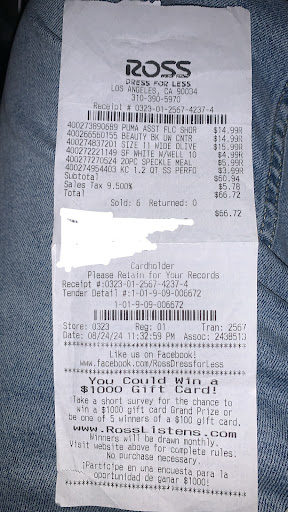 ROSS
DRESS FOR LESS
LOS ANGELES, CA 90034
310-390-5970
Receipt # 0323-01-2567-4237-4
400273890689 PUMA ASST FLC SHOR $14.99R
400266560155 BEAUTY BK OW CNTR $14.99R
400274837201 SIZE 11 WIDE OLIVE $15.99R
400272221149 SF WHITE W/WELL 10 $4.99R
400277270524 20PC SPECKLE MEAL $5.99R
400274954403 KC 1.2 QT SS PERFO $3.99R
Subtotal $60.94
Sales Tax 9.500% $5.78
Total $66.72
Sold: 6 Returned: 0
$66.72
Cardholder
Please Retain for Your Records
Receipt #:0323-01-2567-4237-4
Tender Detail #:1-01-9-09-006672
1-01-9-09-006672
Store: 0323 Reg: 01 Tran: 2567
Date: 08/24/24 11:32:59 PM Assoc: 2438513
Like us on Facebook!
www.facebook.com/RossDressforLess
You Could Win a
$1000 Gift Card!
Take a short survey for the chance to
win a $1000 gift card Grand Prize or
be one of 5 winners of a $100 gift card.
www.RossListens.com
Winners will be drawn monthly.
Visit website above for complete rules.
No purchase necessary.
¡Participe en una encuesta para la
oportunidad de ganar $1000!